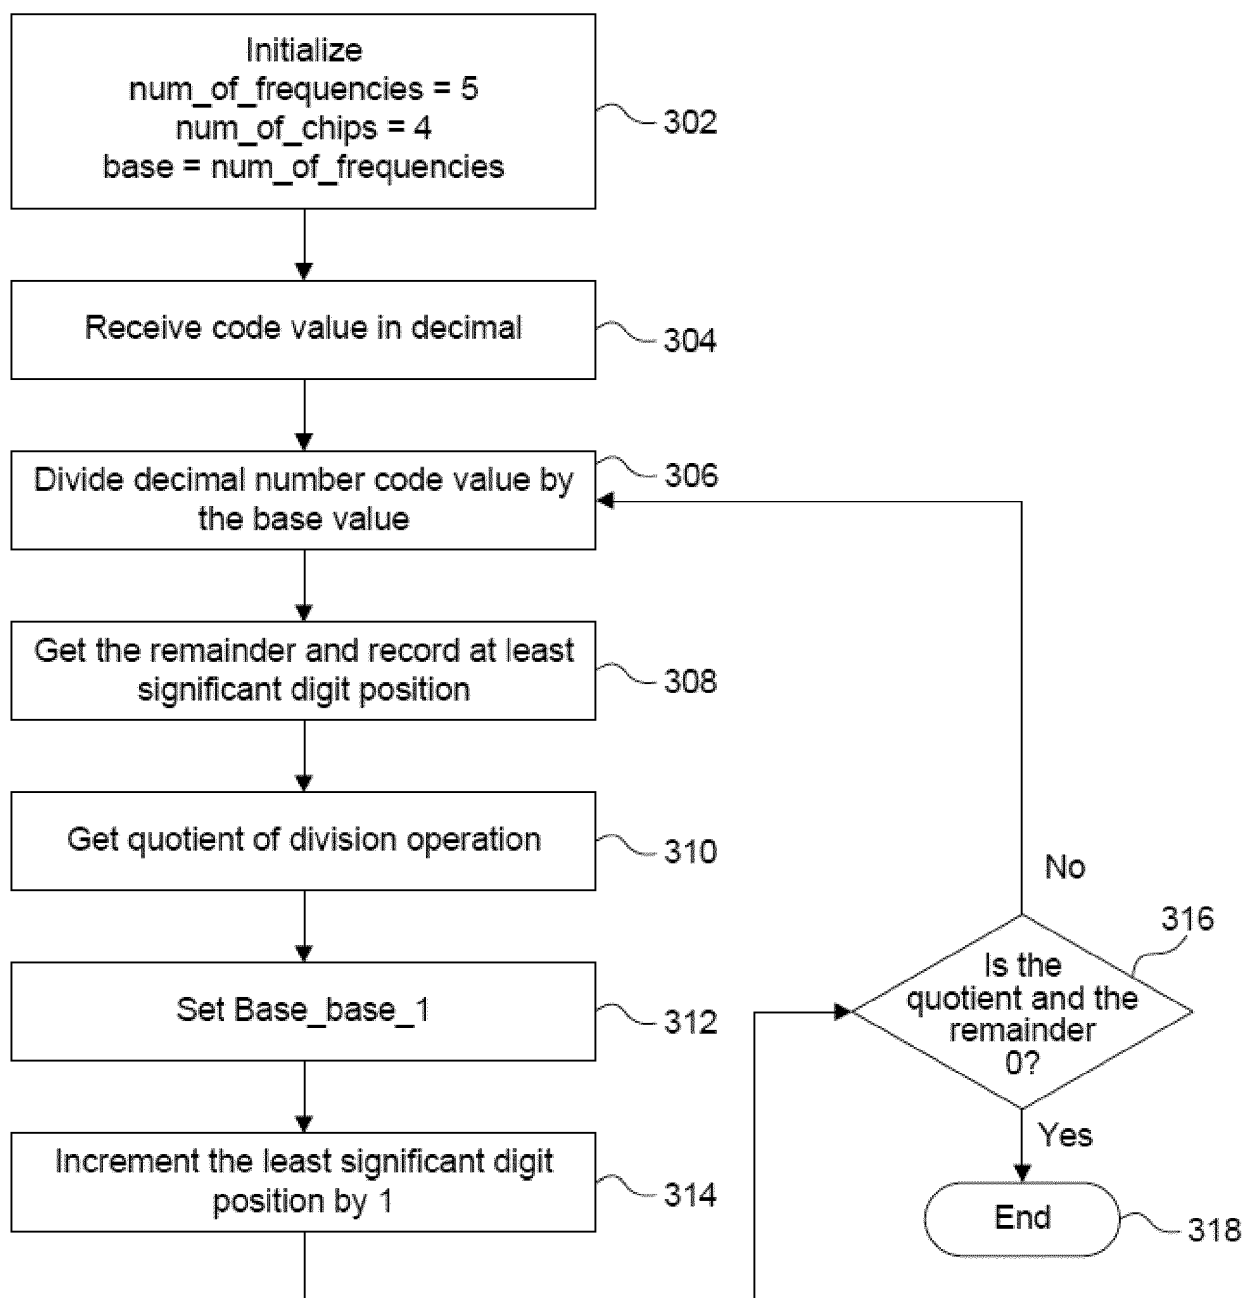 Initialize
num_of_frequencies = 5
num_of_chips = 4
base = num_of_frequencies
302
Receive code value in decimal
304
Divide decimal number code value by
the base value
306
Get the remainder and record at least
significant digit position
308
Get quotient of division operation
310
Set Base_base_1
312
Increment the least significant digit
position by 1
314
No
316
Is the
quotient and the
remainder
0?
Yes
End
318